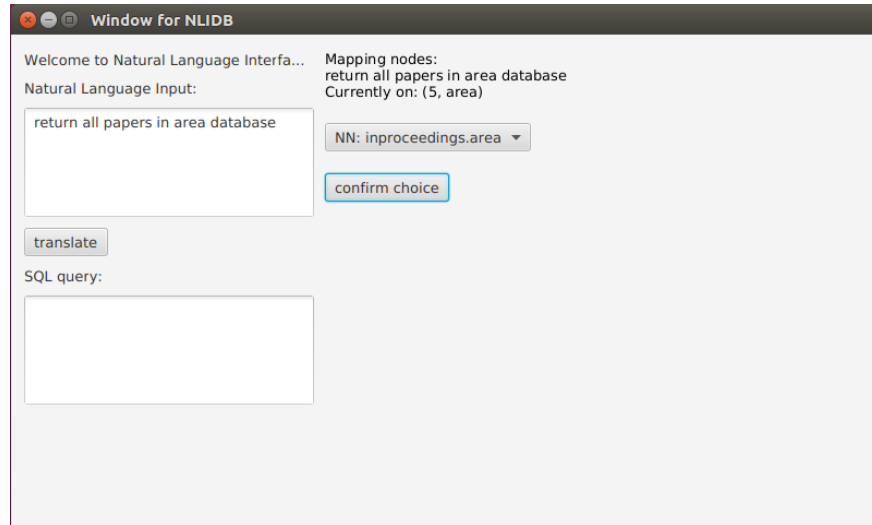 Window for NLIDB
Welcome to Natural Language Interfa...
Natural Language Input:
return all papers in area database
translate
SQL query:
Mapping nodes:
return all papers in area database
Currently on: (5, area)
NN: inproceedings.area
confirm choice